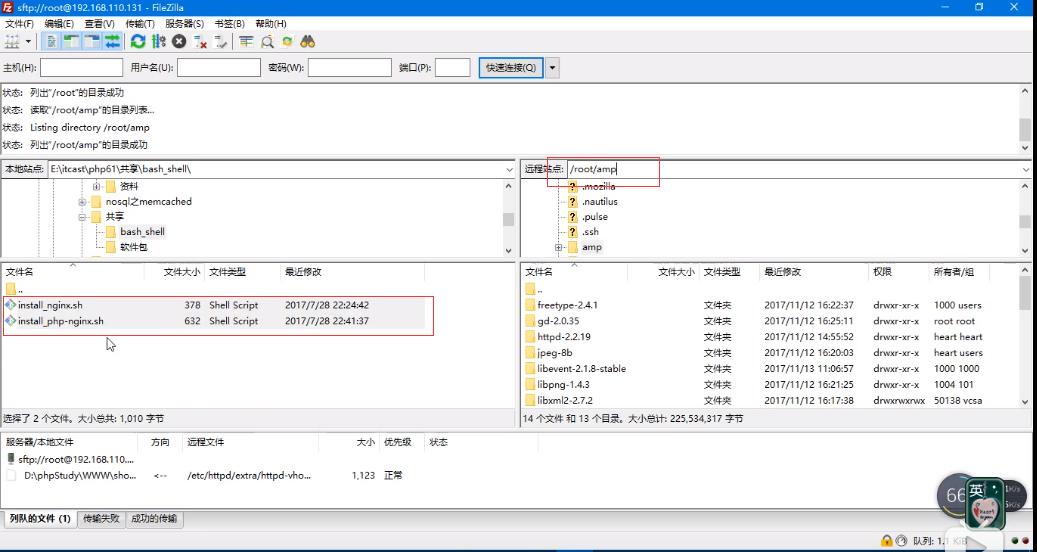 sftp://root@192.168.110.131 - FileZilla
文件(F) 编辑(E) 查看(V) 传输(T) 服务器(S) 书签(B) 帮助(H)
主机(H): 用户名(U): 密码(W): 端口(P): 快速连接(Q)
状态: 列出"/root"的目录成功
状态: 读取"/root/amp"的目录列表...
状态: Listing directory /root/amp
状态: 列出"/root/amp"的目录成功
本地站点: E:\itcast\php61\共享\bash_shell\
资料
nosql之memcached
共享
bash_shell
软件包
远程站点: /root/amp
.mozilla
.nautilus
.pulse
.ssh
amp
文件名 文件大小 文件类型 最近修改
..
install_nginx.sh 378 Shell Script 2017/7/28 22:24:42
install_php-nginx.sh 632 Shell Script 2017/7/28 22:41:37
选择了 2 个文件。大小总共: 1,010 字节
文件名 文件大小 文件类型 最近修改 权限 所有者/组
..
freetype-2.4.1 文件夹 2017/11/12 16:22:37 drwxr-xr-x 1000 users
gd-2.0.35 文件夹 2017/11/12 16:25:11 drwxr-xr-x root root
httpd-2.2.19 文件夹 2017/11/12 14:55:52 drwxr-xr-x heart heart
jpeg-8b 文件夹 2017/11/12 16:20:03 drwxr-xr-x heart users
libevent-2.1.8-stable 文件夹 2017/11/13 11:06:57 drwxr-xr-x 1000 1000
libpng-1.4.3 文件夹 2017/11/12 16:21:25 drwxr-xr-x 1004 101
libxml2-2.7.2 文件夹 2017/11/12 16:17:38 drwxrwxrwx 50138 vcsa
14 个文件 和 13 个目录。大小总计: 225,534,317 字节
服务器/本地文件 方向 远程文件 大小 优先级 状态
sftp://root@192.168.110....
D:\phpStudy\WWW\sho... <-- /etc/httpd/extra/httpd-vho... 1,123 正常
66
英
列队的文件 (1) 传输失败 成功的传输
队列: 1.1 KiB